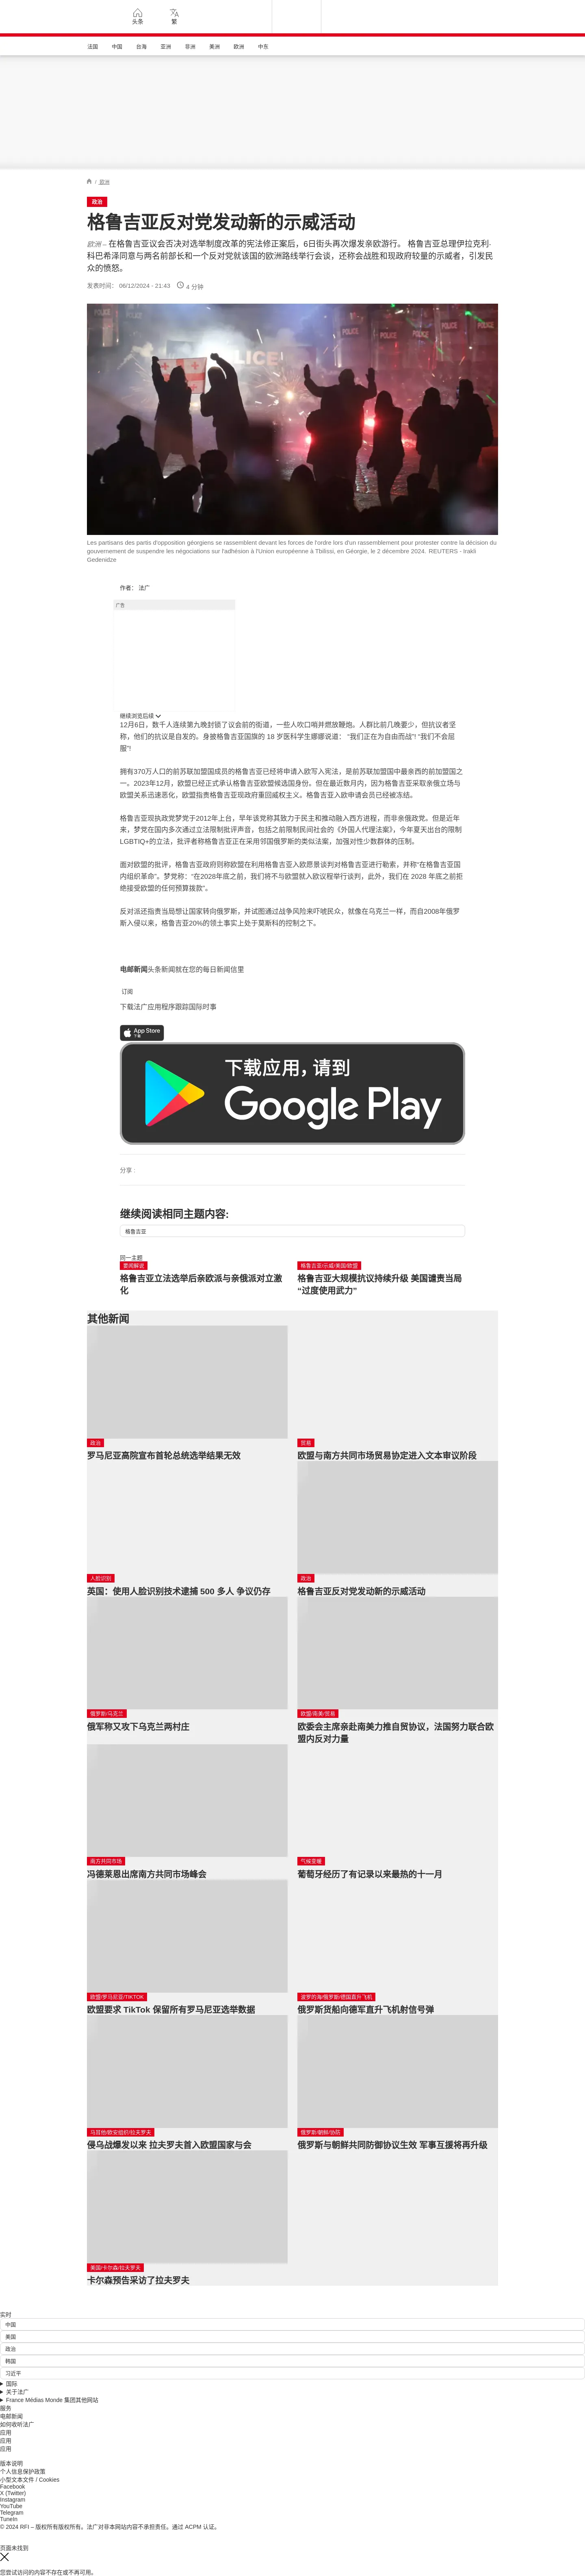 头条
繁
法国
中国
台海
亚洲
非洲
美洲
欧洲
中东
/ 欧洲
政治
格鲁吉亚反对党发动新的示威活动
欧洲 – 在格鲁吉亚议会否决对选举制度改革的宪法修正案后，6日街头再次爆发亲欧游行。 格鲁吉亚总理伊拉克利·
科巴希泽同意与两名前部长和一个反对党就该国的欧洲路线举行会谈，还称会战胜和现政府较量的示威者，引发民
众的愤怒。
发表时间： 06/12/2024 - 21:43
4 分钟
POLICE
POLICE
POLICE
Les partisans des partis d'opposition géorgiens se rassemblent devant les forces de l'ordre lors d'un rassemblement pour protester contre la décision du
gouvernement de suspendre les négociations sur l'adhésion à l'Union européenne à Tbilissi, en Géorgie, le 2 décembre 2024. REUTERS - Irakli
Gedenidze
作者： 法广
广告
继续浏览后续
12月6日，数千人连续第九晚封锁了议会前的街道，一些人吹口哨并燃放鞭炮。人群比前几晚要少，但抗议者坚
称，他们的抗议是自发的。身披格鲁吉亚国旗的 18 岁医科学生娜娜说道： “我们正在为自由而战”! “我们不会屈
服”!
拥有370万人口的前苏联加盟国成员的格鲁吉亚已经将申请入欧写入宪法，是前苏联加盟国中最亲西的前加盟国之
一。2023年12月，欧盟已经正式承认格鲁吉亚欧盟候选国身份。但在最近数月内，因为格鲁吉亚采取亲俄立场与
欧盟关系迅速恶化，欧盟指责格鲁吉亚现政府重回威权主义。格鲁吉亚入欧申请会员已经被冻结。
格鲁吉亚现执政党梦党于2012年上台，早年该党称其致力于民主和推动融入西方进程，而非亲俄政党。但是近年
来，梦党在国内多次通过立法限制批评声音，包括之前限制民间社会的《外国人代理法案》，今年夏天出台的限制
LGBTIQ+的立法，批评者称格鲁吉亚正在采用邻国俄罗斯的类似法案，加强对性少数群体的压制。
面对欧盟的批评，格鲁吉亚政府则称欧盟在利用格鲁吉亚入欧愿景谈判对格鲁吉亚进行勒索，并称“在格鲁吉亚国
内组织革命”。梦党称：“在2028年底之前，我们将不与欧盟就入欧议程举行谈判，此外，我们在 2028 年底之前拒
绝接受欧盟的任何预算拨款”。
反对派还指责当局想让国家转向俄罗斯，并试图通过战争风险来吓唬民众，就像在乌克兰一样，而自2008年俄罗
斯入侵以来，格鲁吉亚20%的领土事实上处于莫斯科的控制之下。
电邮新闻头条新闻就在您的每日新闻信里
订阅
下载法广应用程序跟踪国际时事
App Store
下载
下载应用，请到
Google Play
分享 :
继续阅读相同主题内容:
格鲁吉亚
同一主题
要闻解说
格鲁吉亚立法选举后亲欧派与亲俄派对立激
化
格鲁吉亚/示威/美国/欧盟
格鲁吉亚大规模抗议持续升级 美国谴责当局
“过度使用武力”
其他新闻
政治
罗马尼亚高院宣布首轮总统选举结果无效
贸易
欧盟与南方共同市场贸易协定进入文本审议阶段
人脸识别
英国：使用人脸识别技术逮捕 500 多人 争议仍存
政治
格鲁吉亚反对党发动新的示威活动
俄罗斯/乌克兰
俄军称又攻下乌克兰两村庄
欧盟/南美/贸易
欧委会主席亲赴南美力推自贸协议，法国努力联合欧
盟内反对力量
南方共同市场
冯德莱恩出席南方共同市场峰会
气候变暖
葡萄牙经历了有记录以来最热的十一月
欧盟/罗马尼亚/TIKTOK
欧盟要求 TikTok 保留所有罗马尼亚选举数据
波罗的海/俄罗斯/德国直升飞机
俄罗斯货船向德军直升飞机射信号弹
马耳他/欧安组织/拉夫罗夫
侵乌战爆发以来 拉夫罗夫首入欧盟国家与会
俄罗斯/朝鲜/协防
俄罗斯与朝鲜共同防御协议生效 军事互援将再升级
美国/卡尔森/拉夫罗夫
卡尔森预告采访了拉夫罗夫
实时
中国
美国
政治
韩国
习近平
国际
关于法广
France Médias Monde 集团其他网站
服务
电邮新闻
如何收听法广
应用
应用
应用
版本说明
个人信息保护政策
小型文本文件 / Cookies
Facebook
X (Twitter)
Instagram
YouTube
Telegram
TuneIn
© 2024 RFI – 版权所有版权所有。法广对非本网站内容不承担责任。通过 ACPM 认证。
页面未找到
您尝试访问的内容不存在或不再可用。